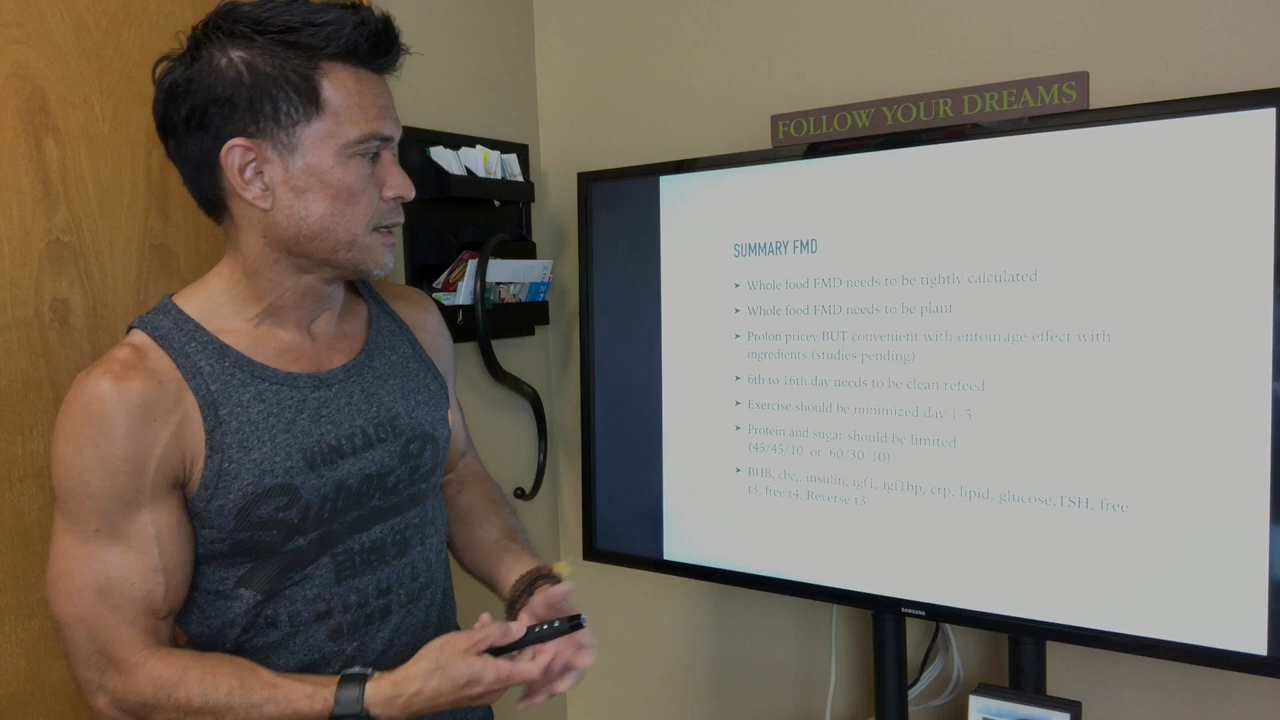 FOLLOW YOUR DREAMS
SUMMARY FMD
➤ Whole food FMD needs to be tightly calculated
➤ Whole food FMD needs to be plant
➤ Prolon pricey BUT convenient with entourage effect with
ingredients (studies pending)
➤ 6th to 16th day needs to be clean refeed
➤ Exercise should be minimized day 1-5
➤ Protein and sugar should be limited
(45/45/10 or 60/30/10)
➤ BHB, cbc,, insulin, igf1, igf1bp, crp, lipid, glucose,TSH, free
t3, free t4, Reverse t3
SAMSUNG
VINTAGE
Super D